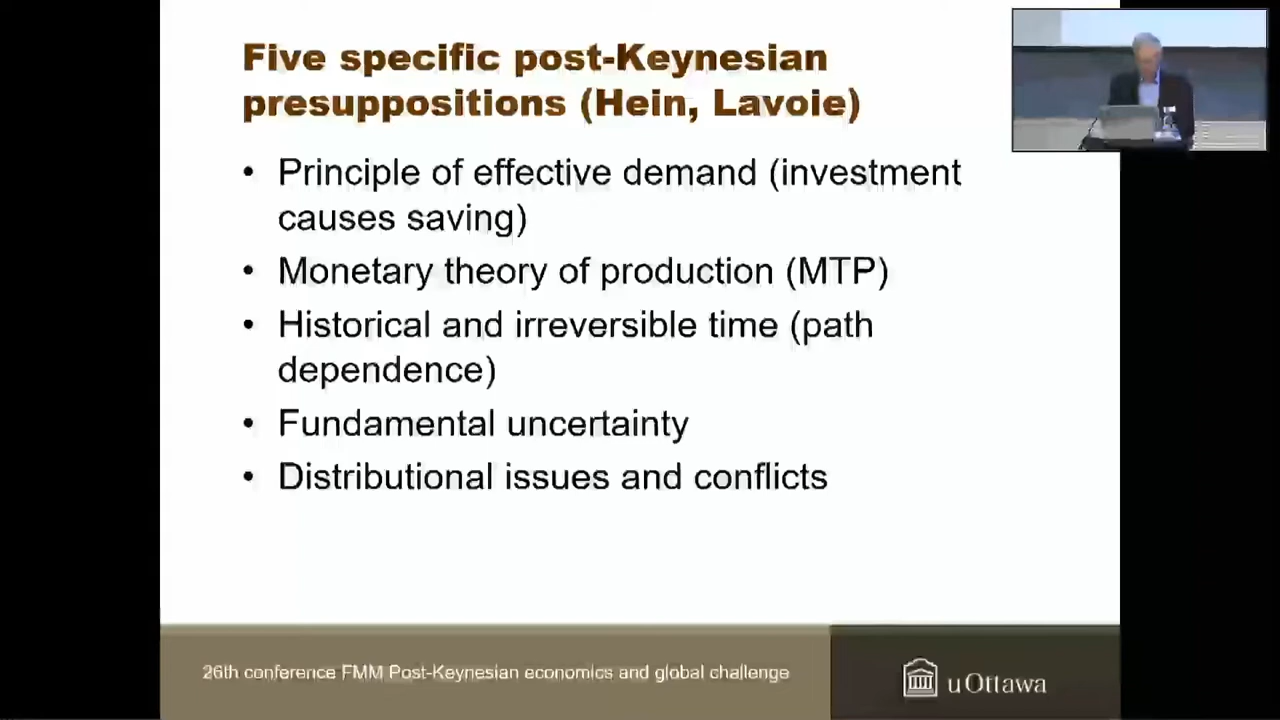 Five specific post-Keynesian
presuppositions (Hein, Lavoie)
• Principle of effective demand (investment
causes saving)
• Monetary theory of production (MTP)
• Historical and irreversible time (path
dependence)
• Fundamental uncertainty
• Distributional issues and conflicts
26th conference FMM Post-Keynesian economics and global challenge
uOttawa